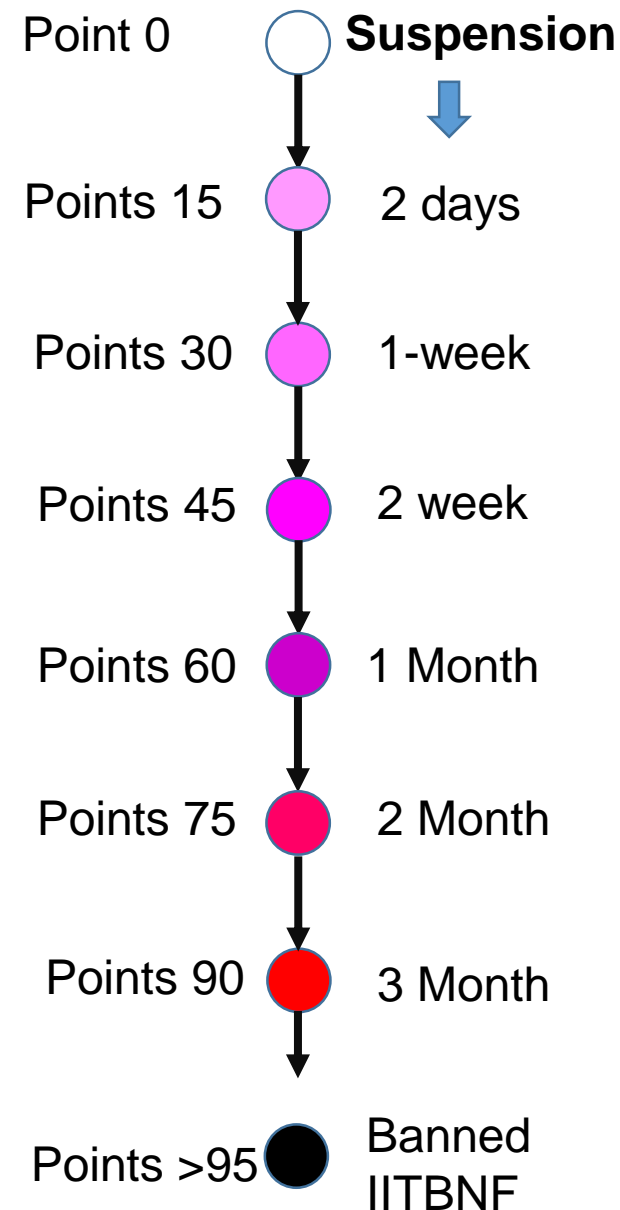 Point 0 Suspension
Points 15 2 days
Points 30 1-week
Points 45 2 week
Points 60 1 Month
Points 75 2 Month
Points 90 3 Month
Points >95 Banned
IITBNF